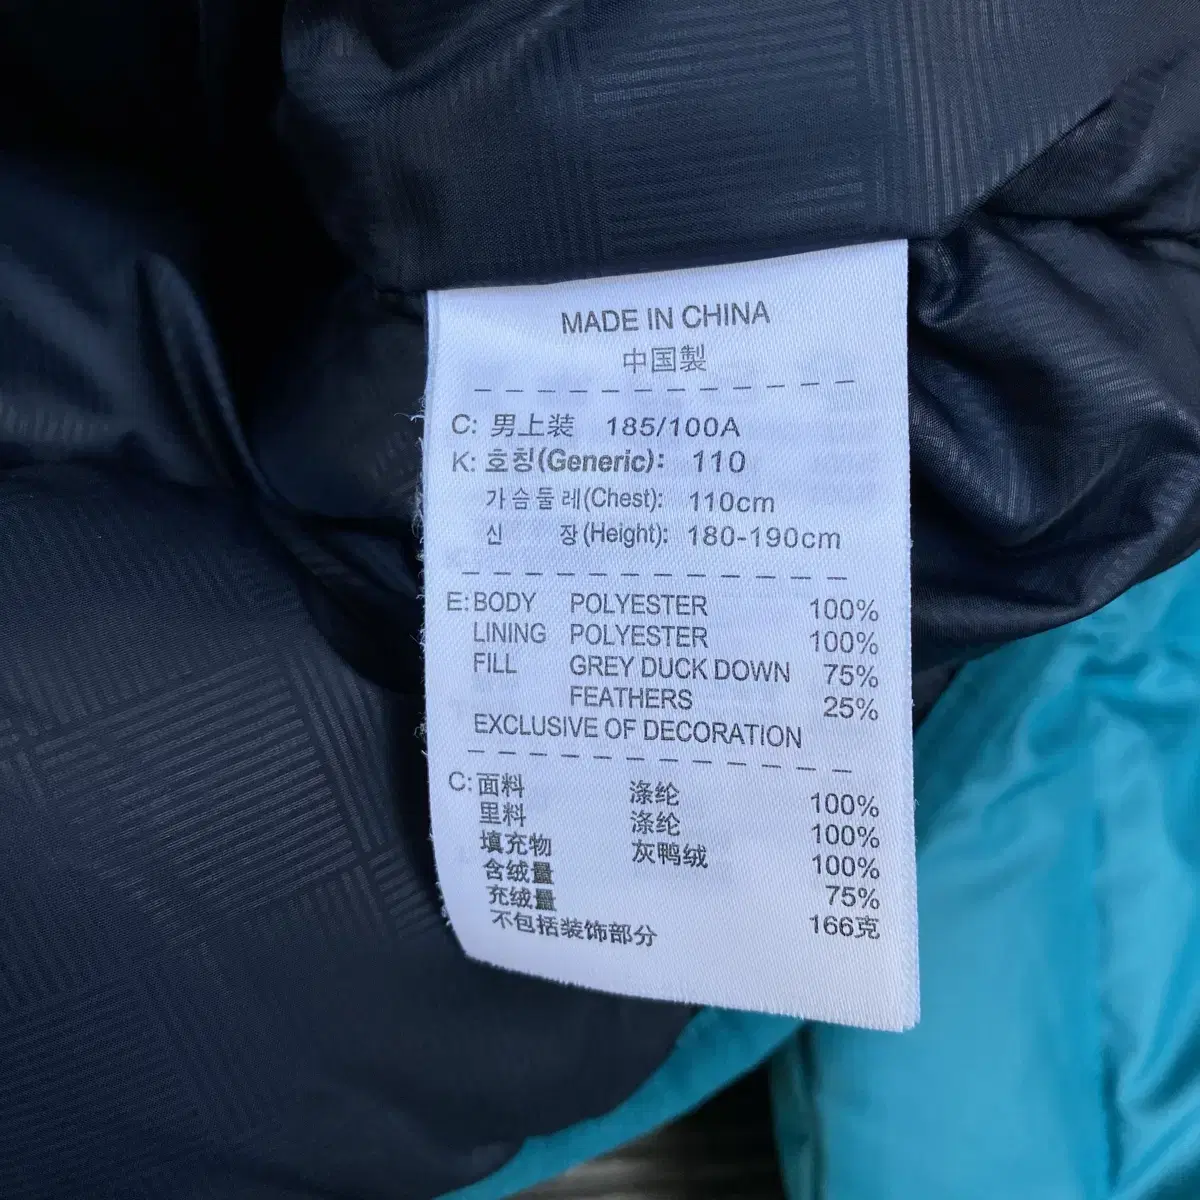 MADE IN CHINA
中国製
C: 男上装 185/100A
K: 호칭(Generic): 110
가슴둘레(Chest): 110cm
신 장(Height): 180-190cm
E: BODY POLYESTER 100%
LINING POLYESTER 100%
FILL GREY DUCK DOWN 75%
FEATHERS 25%
EXCLUSIVE OF DECORATION
C: 面料 涤纶 100%
里料 涤纶 100%
填充物 灰鸭绒 100%
含绒量 75%
充绒量 166克
不包括装饰部分